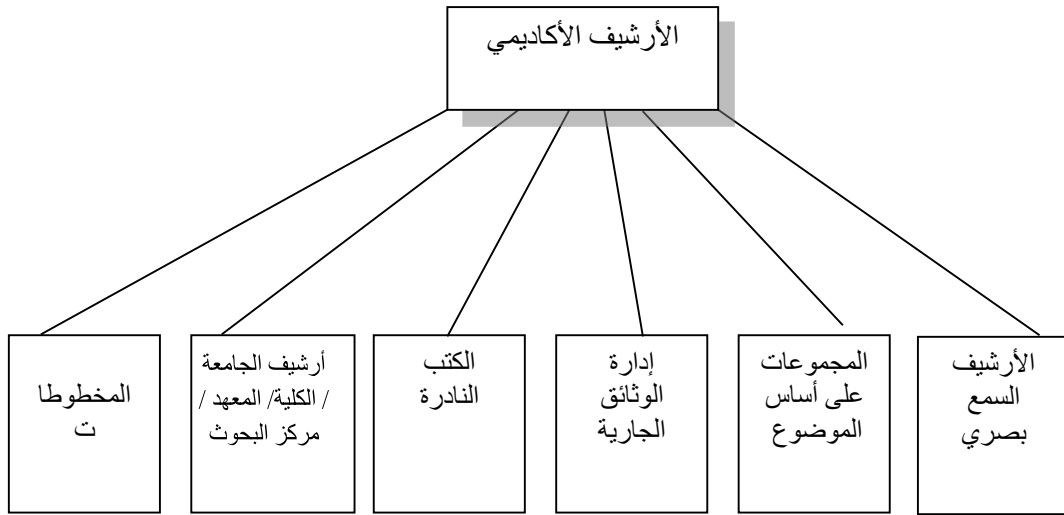 الأرشيف الأكاديمي
الأرشيف
السمع
بصري
المجموعات
على أساس
الموضوع
إدارة
الوثائق
الجارية
الكتب
النادرة
أرشيف الجامعة
/ الكلية/ المعهد /
مركز البحوث
المخطوطا
ت